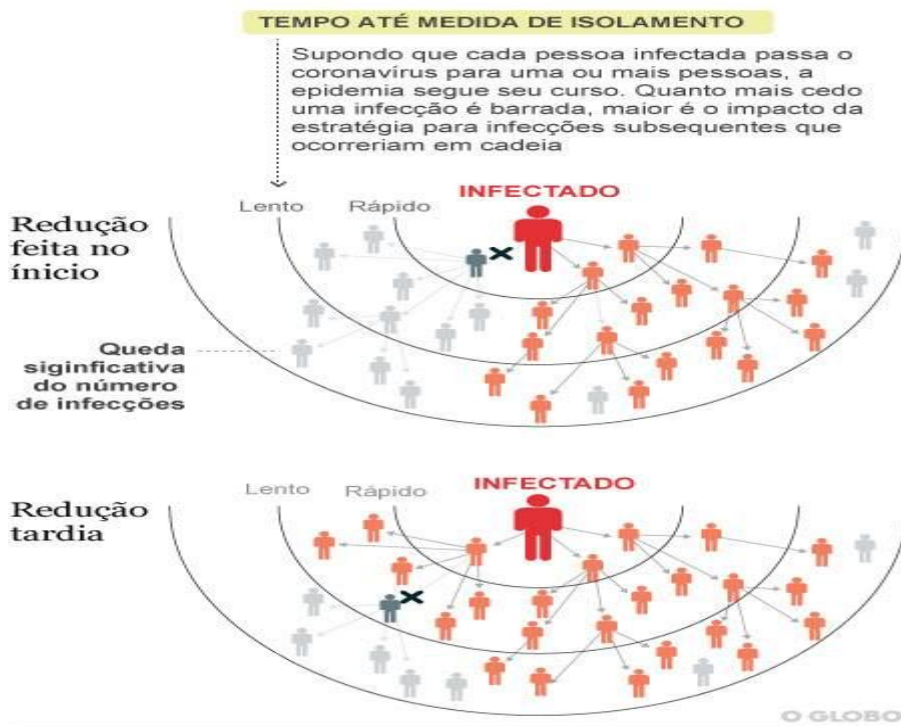 TEMPO ATÉ MEDIDA DE ISOLAMENTO
Supondo que cada pessoa infectada passa o
coronavírus para uma ou mais pessoas, a
epidemia segue seu curso. Quanto mais cedo
uma infecção é barrada, maior é o impacto da
estratégia para infecções subsequentes que
ocorreriam em cadeia
INFECTADO
Lento
Rápido
Redução
feita no
ínicio
Queda
siginficativa
do número
de infecções
INFECTADO
Lento
Rápido
Redução
tardia
O GLOBO